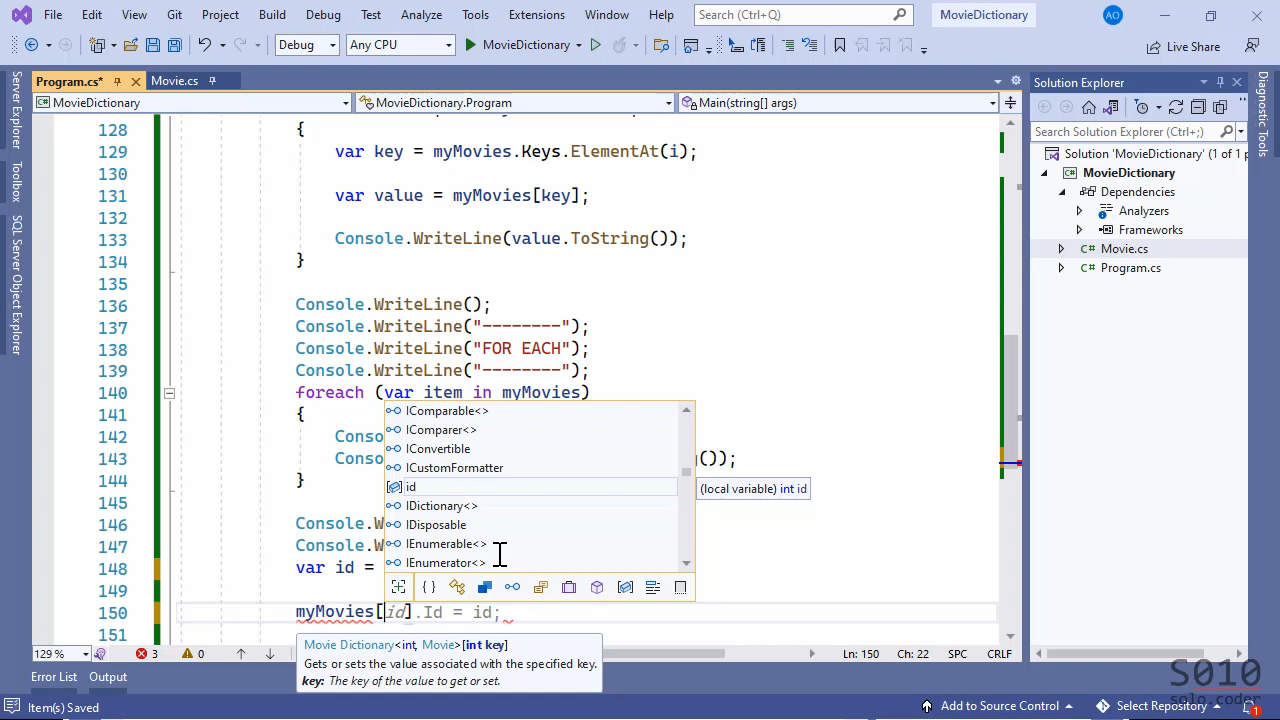 File Edit View Git Project Build Debug Test Analyze Tools Extensions Window Help Search (Ctrl+Q) MovieDictionary AO
Debug Any CPU MovieDictionary Live Share
Program.cs* Movie.cs
MovieDictionary MovieDictionary.Program Main(string[] args)
Server Explorer
Toolbox
SQL Server Object Explorer
128 {
129 var key = myMovies.Keys.ElementAt(i);
130
131 var value = myMovies[key];
132
133 Console.WriteLine(value.ToString());
134 }
135
136 Console.WriteLine();
137 Console.WriteLine("--------");
138 Console.WriteLine("FOR EACH");
139 Console.WriteLine("--------");
140 foreach (var item in myMovies)
141 {
142 Conso
143 Conso ());
144 }
145
146 Console.W
147 Console.W
148 var id =
149
150 myMovies[id].Id = id;
151
IComparable<>
IComparer<>
IConvertible
ICustomFormatter
id
IDictionary<>
IDisposable
IEnumerable<>
IEnumerator<>
(local variable) int id
Movie Dictionary<int, Movie>[int key]
Gets or sets the value associated with the specified key.
key: The key of the value to get or set.
129 % 3 0 Ln: 150 Ch: 22 SPC CRLF
Error List Output
Item(s) Saved
Solution Explorer
Search Solution Explorer (Ctrl+;)
Solution 'MovieDictionary' (1 of 1 p
MovieDictionary
Dependencies
Analyzers
Frameworks
Movie.cs
Program.cs
Diagnostic Tools
S010
solo.coder
Add to Source Control Select Repository 1